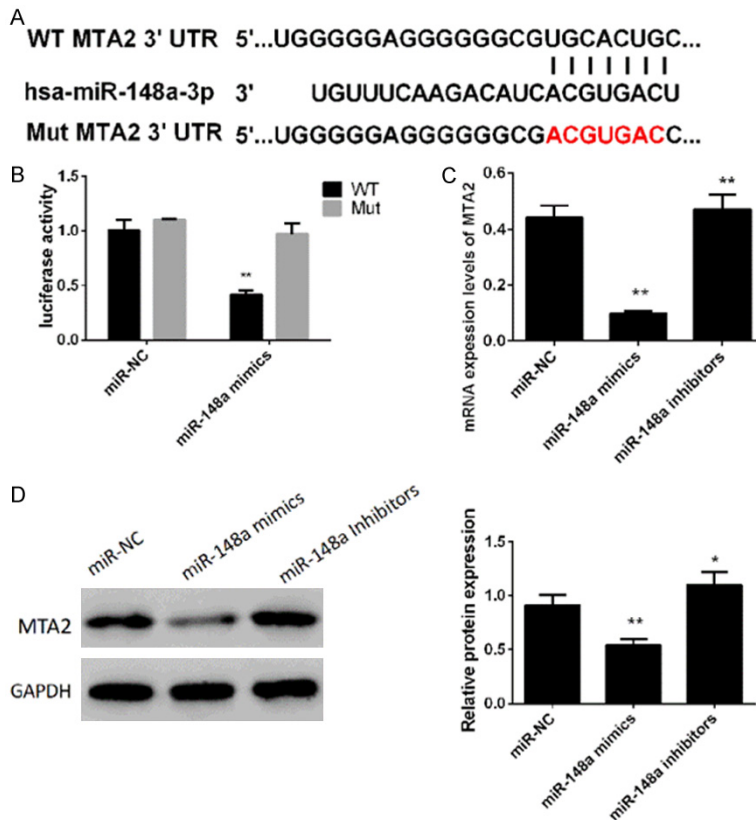 A
WT MTA2 3' UTR 5'...UGGGGGAGGGGGGCGUGCACUGC...
hsa-miR-148a-3p 3' UGUUUCAAGACAUCACGUGACU
Mut MTA2 3' UTR 5'...UGGGGGAGGGGGGCGACGUGACC...
B
luciferase activity
1.5
1.0
0.5
0.0
WT
Mut
**
miR-NC
miR-148a mimics
C
mRNA expession levels of MTA2
0.6
0.4
0.2
0.0
**
**
miR-NC
miR-148a mimics
miR-148a inhibitors
D
miR-NC
miR-148a mimics
miR-148a Inhibitors
MTA2
GAPDH
Relative protein expression
1.5
1.0
0.5
0.0
**
*
miR-NC
miR-148a mimics
miR-148a inhibitors